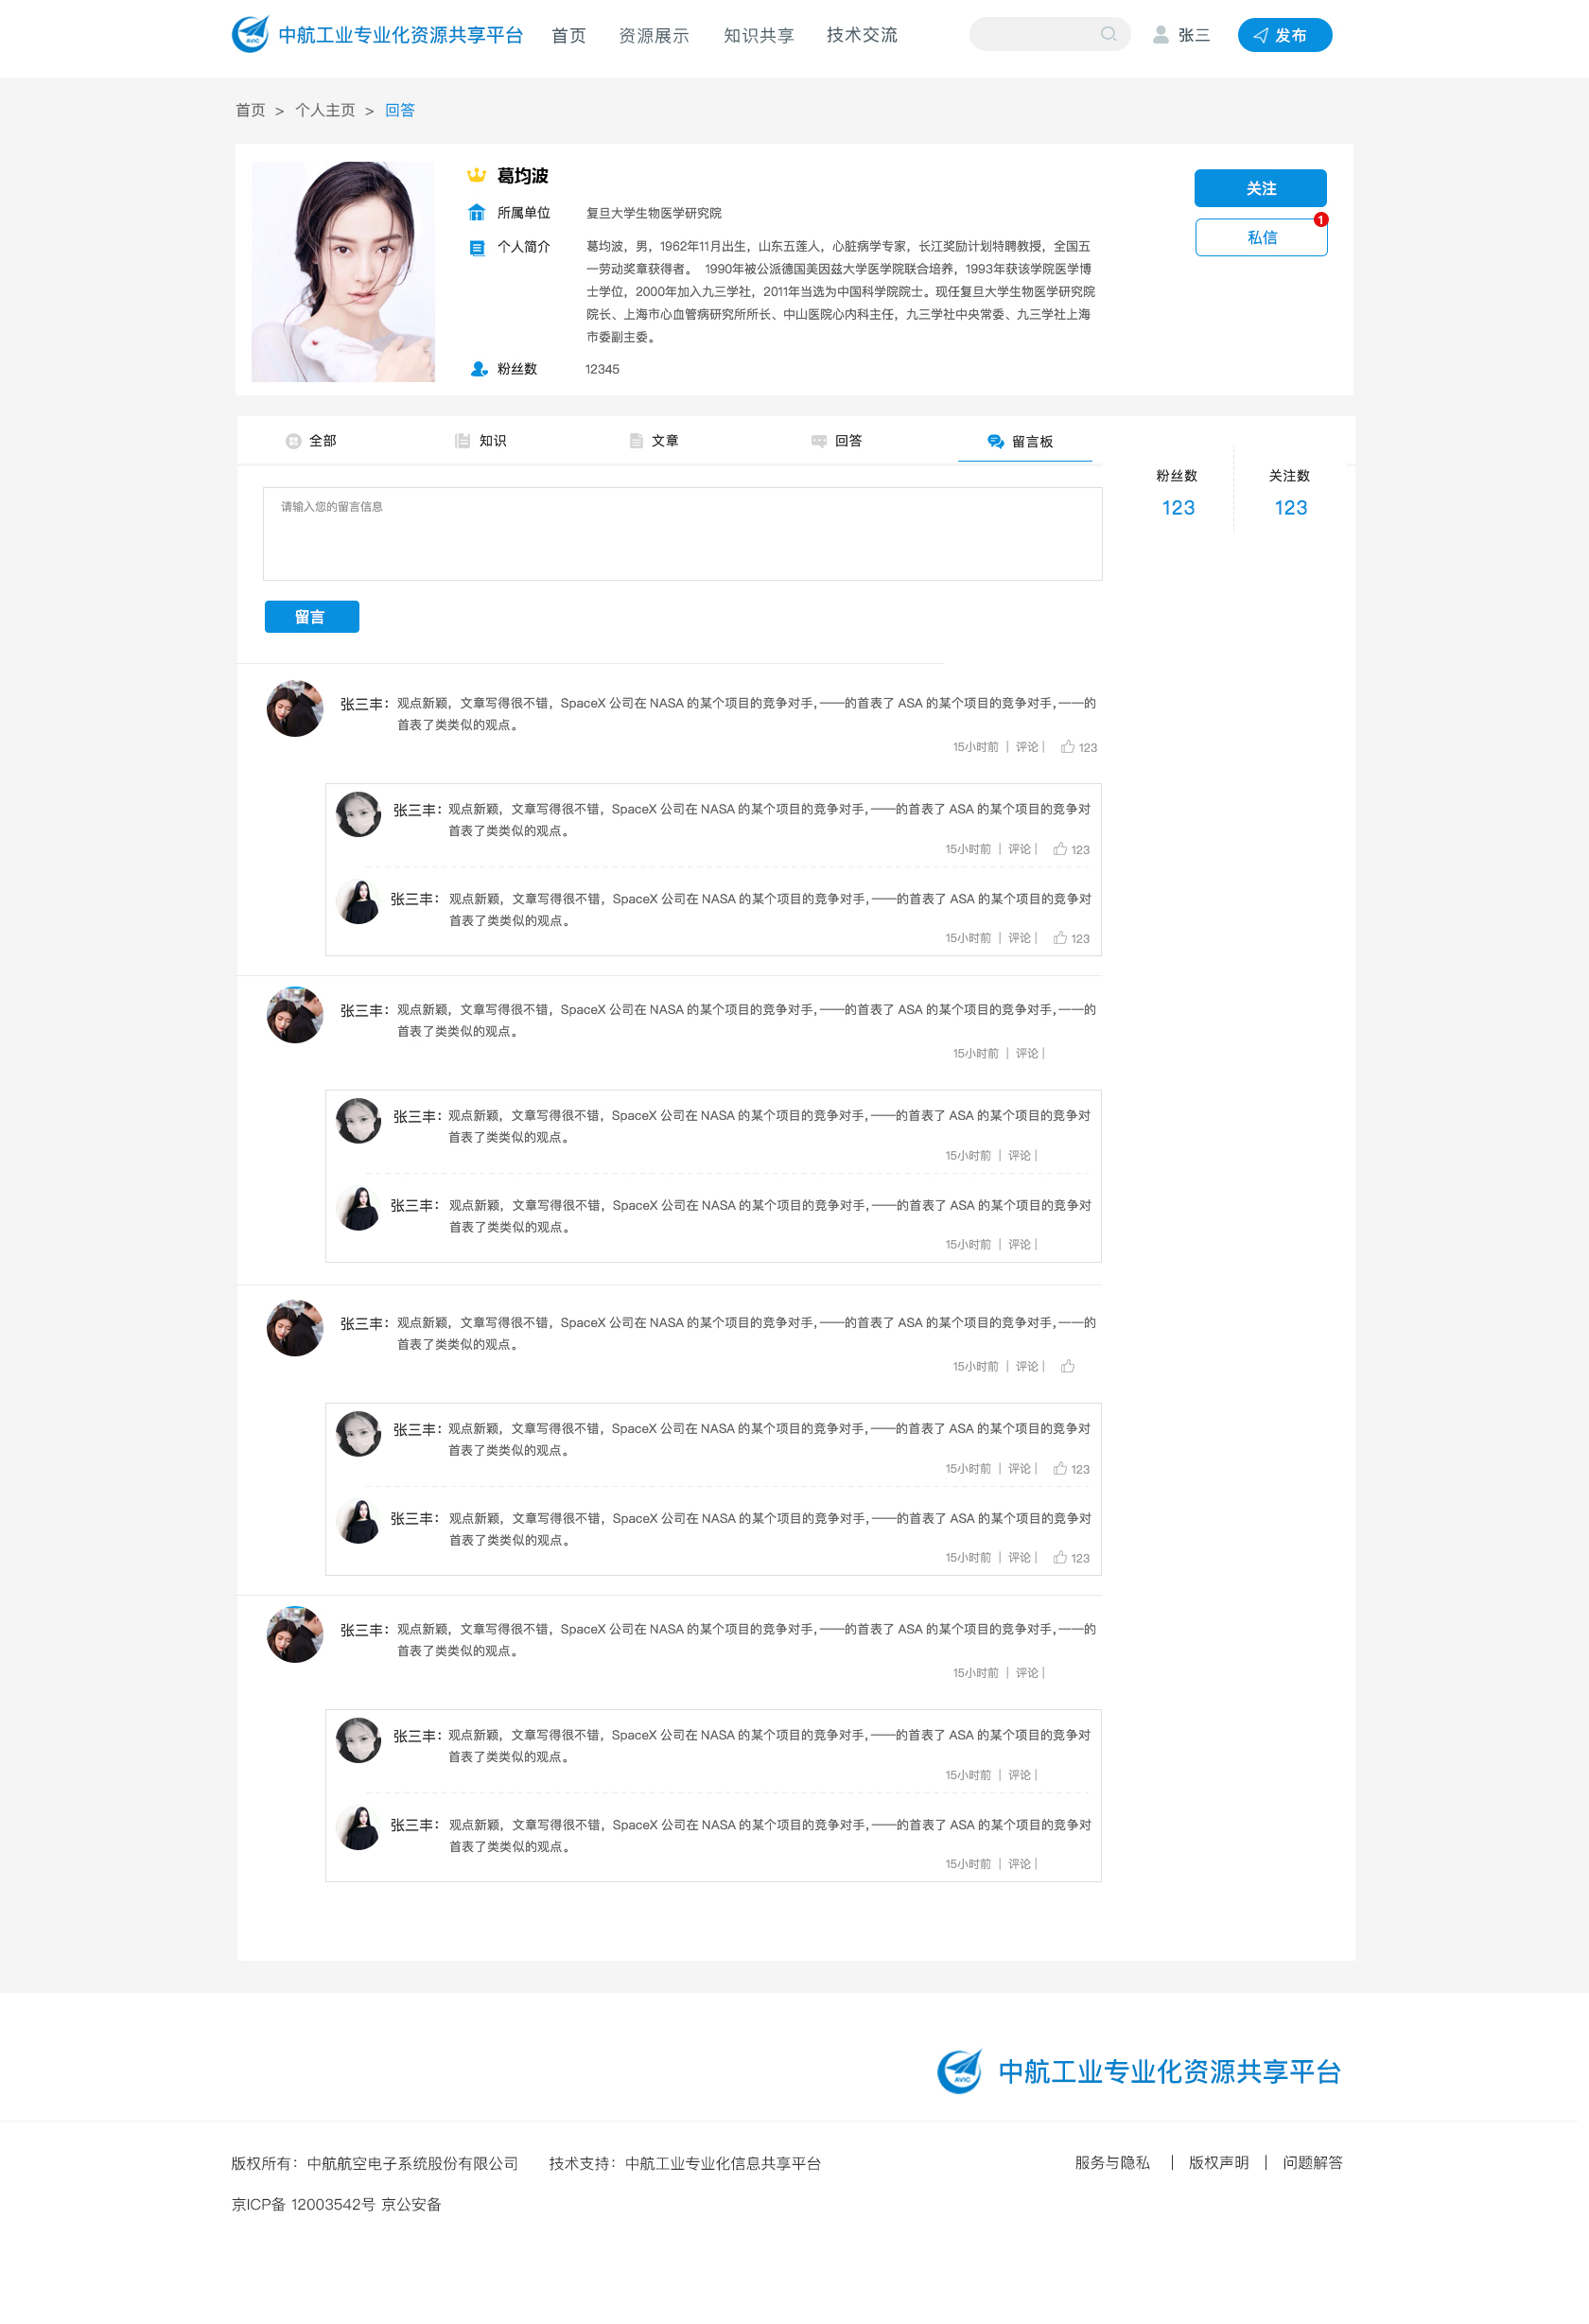 中航工业专业化资源共享平台 首页 资源展示 知识共享 技术交流 张三 发布
首页 > 个人主页 > 回答
葛均波
关注
所属单位 复旦大学生物医学研究院
1
私信
个人简介 葛均波，男，1962年11月出生，山东五莲人，心脏病学专家，长江奖励计划特聘教授，全国五
一劳动奖章获得者。 1990年被公派德国美因兹大学医学院联合培养，1993年获该学院医学博
士学位，2000年加入九三学社，2011年当选为中国科学院院士。现任复旦大学生物医学研究院
院长、上海市心血管病研究所所长、中山医院心内科主任，九三学社中央常委、九三学社上海
市委副主委。
粉丝数 12345
全部 知识 文章 回答 留言板
粉丝数 关注数
123 123
请输入您的留言信息
留言
张三丰：观点新颖，文章写得很不错，SpaceX 公司在 NASA 的某个项目的竞争对手，——的首表了 ASA 的某个项目的竞争对手，——的
首表了类类似的观点。
15小时前 | 评论 | 123
张三丰：观点新颖，文章写得很不错，SpaceX 公司在 NASA 的某个项目的竞争对手，——的首表了 ASA 的某个项目的竞争对
首表了类类似的观点。
15小时前 | 评论 | 123
张三丰：观点新颖，文章写得很不错，SpaceX 公司在 NASA 的某个项目的竞争对手，——的首表了 ASA 的某个项目的竞争对
首表了类类似的观点。
15小时前 | 评论 | 123
张三丰：观点新颖，文章写得很不错，SpaceX 公司在 NASA 的某个项目的竞争对手，——的首表了 ASA 的某个项目的竞争对手，——的
首表了类类似的观点。
15小时前 | 评论 |
张三丰：观点新颖，文章写得很不错，SpaceX 公司在 NASA 的某个项目的竞争对手，——的首表了 ASA 的某个项目的竞争对
首表了类类似的观点。
15小时前 | 评论 |
张三丰：观点新颖，文章写得很不错，SpaceX 公司在 NASA 的某个项目的竞争对手，——的首表了 ASA 的某个项目的竞争对
首表了类类似的观点。
15小时前 | 评论 |
张三丰：观点新颖，文章写得很不错，SpaceX 公司在 NASA 的某个项目的竞争对手，——的首表了 ASA 的某个项目的竞争对手，——的
首表了类类似的观点。
15小时前 | 评论 |
张三丰：观点新颖，文章写得很不错，SpaceX 公司在 NASA 的某个项目的竞争对手，——的首表了 ASA 的某个项目的竞争对
首表了类类似的观点。
15小时前 | 评论 | 123
张三丰：观点新颖，文章写得很不错，SpaceX 公司在 NASA 的某个项目的竞争对手，——的首表了 ASA 的某个项目的竞争对
首表了类类似的观点。
15小时前 | 评论 | 123
张三丰：观点新颖，文章写得很不错，SpaceX 公司在 NASA 的某个项目的竞争对手，——的首表了 ASA 的某个项目的竞争对手，——的
首表了类类似的观点。
15小时前 | 评论 |
张三丰：观点新颖，文章写得很不错，SpaceX 公司在 NASA 的某个项目的竞争对手，——的首表了 ASA 的某个项目的竞争对
首表了类类似的观点。
15小时前 | 评论 |
张三丰：观点新颖，文章写得很不错，SpaceX 公司在 NASA 的某个项目的竞争对手，——的首表了 ASA 的某个项目的竞争对
首表了类类似的观点。
15小时前 | 评论 |
AVIC 中航工业专业化资源共享平台
版权所有：中航航空电子系统股份有限公司 技术支持：中航工业专业化信息共享平台 服务与隐私 | 版权声明 | 问题解答
京ICP备 12003542号 京公安备